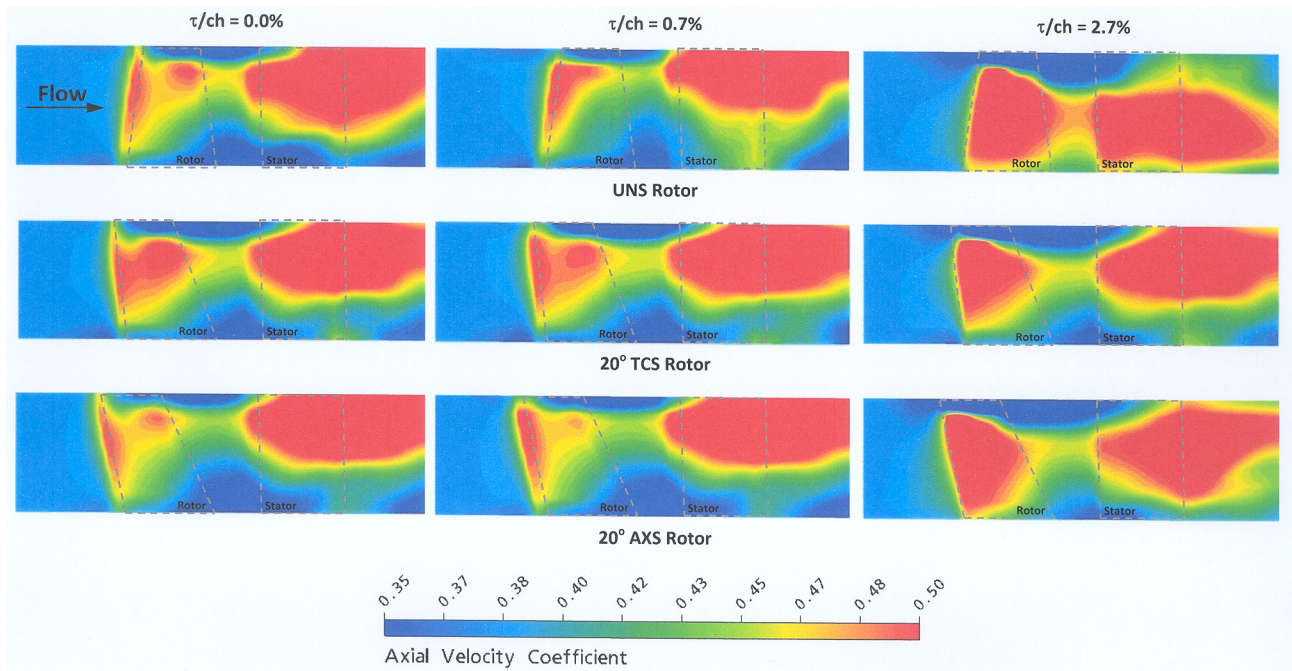 τ/ch = 0.0% τ/ch = 0.7% τ/ch = 2.7%
Flow
Rotor Stator Rotor Stator Rotor Stator
UNS Rotor
Rotor Stator Rotor Stator Rotor Stator
20° TCS Rotor
Rotor Stator Rotor Stator Rotor Stator
20° AXS Rotor
0.35 0.37 0.38 0.40 0.42 0.43 0.45 0.47 0.48 0.50
Axial Velocity Coefficient